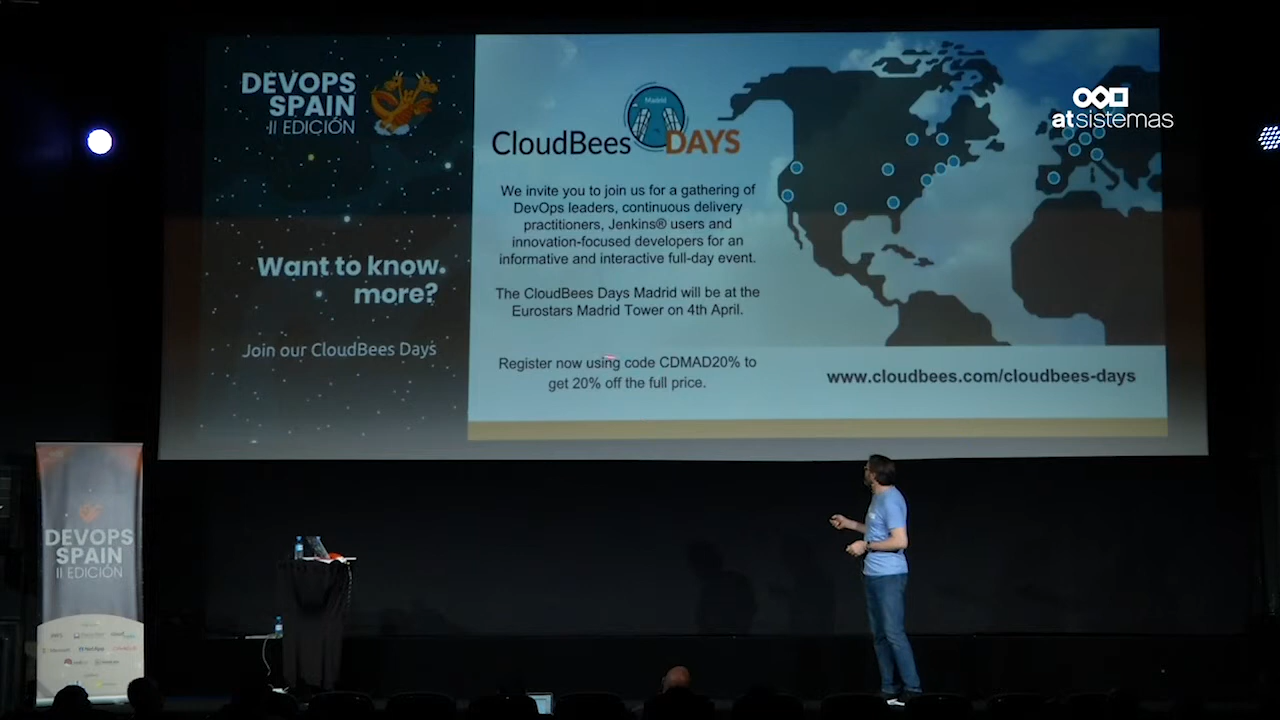 DEVOPS
SPAIN
II EDICIÓN
Want to know
more?
Join our CloudBees Days
Madrid
CloudBees DAYS
We invite you to join us for a gathering of
DevOps leaders, continuous delivery
practitioners, Jenkins® users and
innovation-focused developers for an
informative and interactive full-day event.
The CloudBees Days Madrid will be at the
Eurostars Madrid Tower on 4th April.
Register now using code CDMAD20% to
get 20% off the full price.
www.cloudbees.com/cloudbees-days
atsistemas
DEVOPS
SPAIN
II EDICIÓN